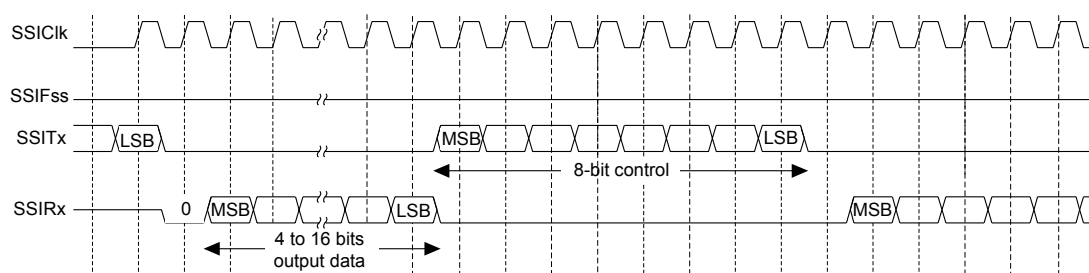 SSIClk
SSIFss
SSITx
LSB
MSB
LSB
8-bit control
SSIRx
0
MSB
LSB
MSB
4 to 16 bits
output data